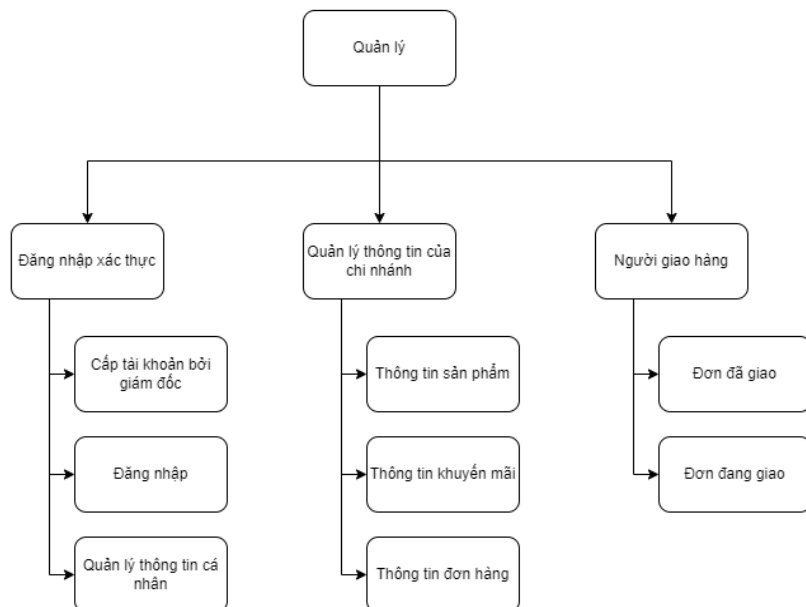 Quản lý
Đăng nhập xác thực
Quản lý thông tin của
chi nhánh
Người giao hàng
Cấp tài khoản bởi
giám đốc
Thông tin sản phẩm
Đơn đã giao
Đăng nhập
Thông tin khuyến mãi
Đơn đang giao
Quản lý thông tin cá
nhân
Thông tin đơn hàng